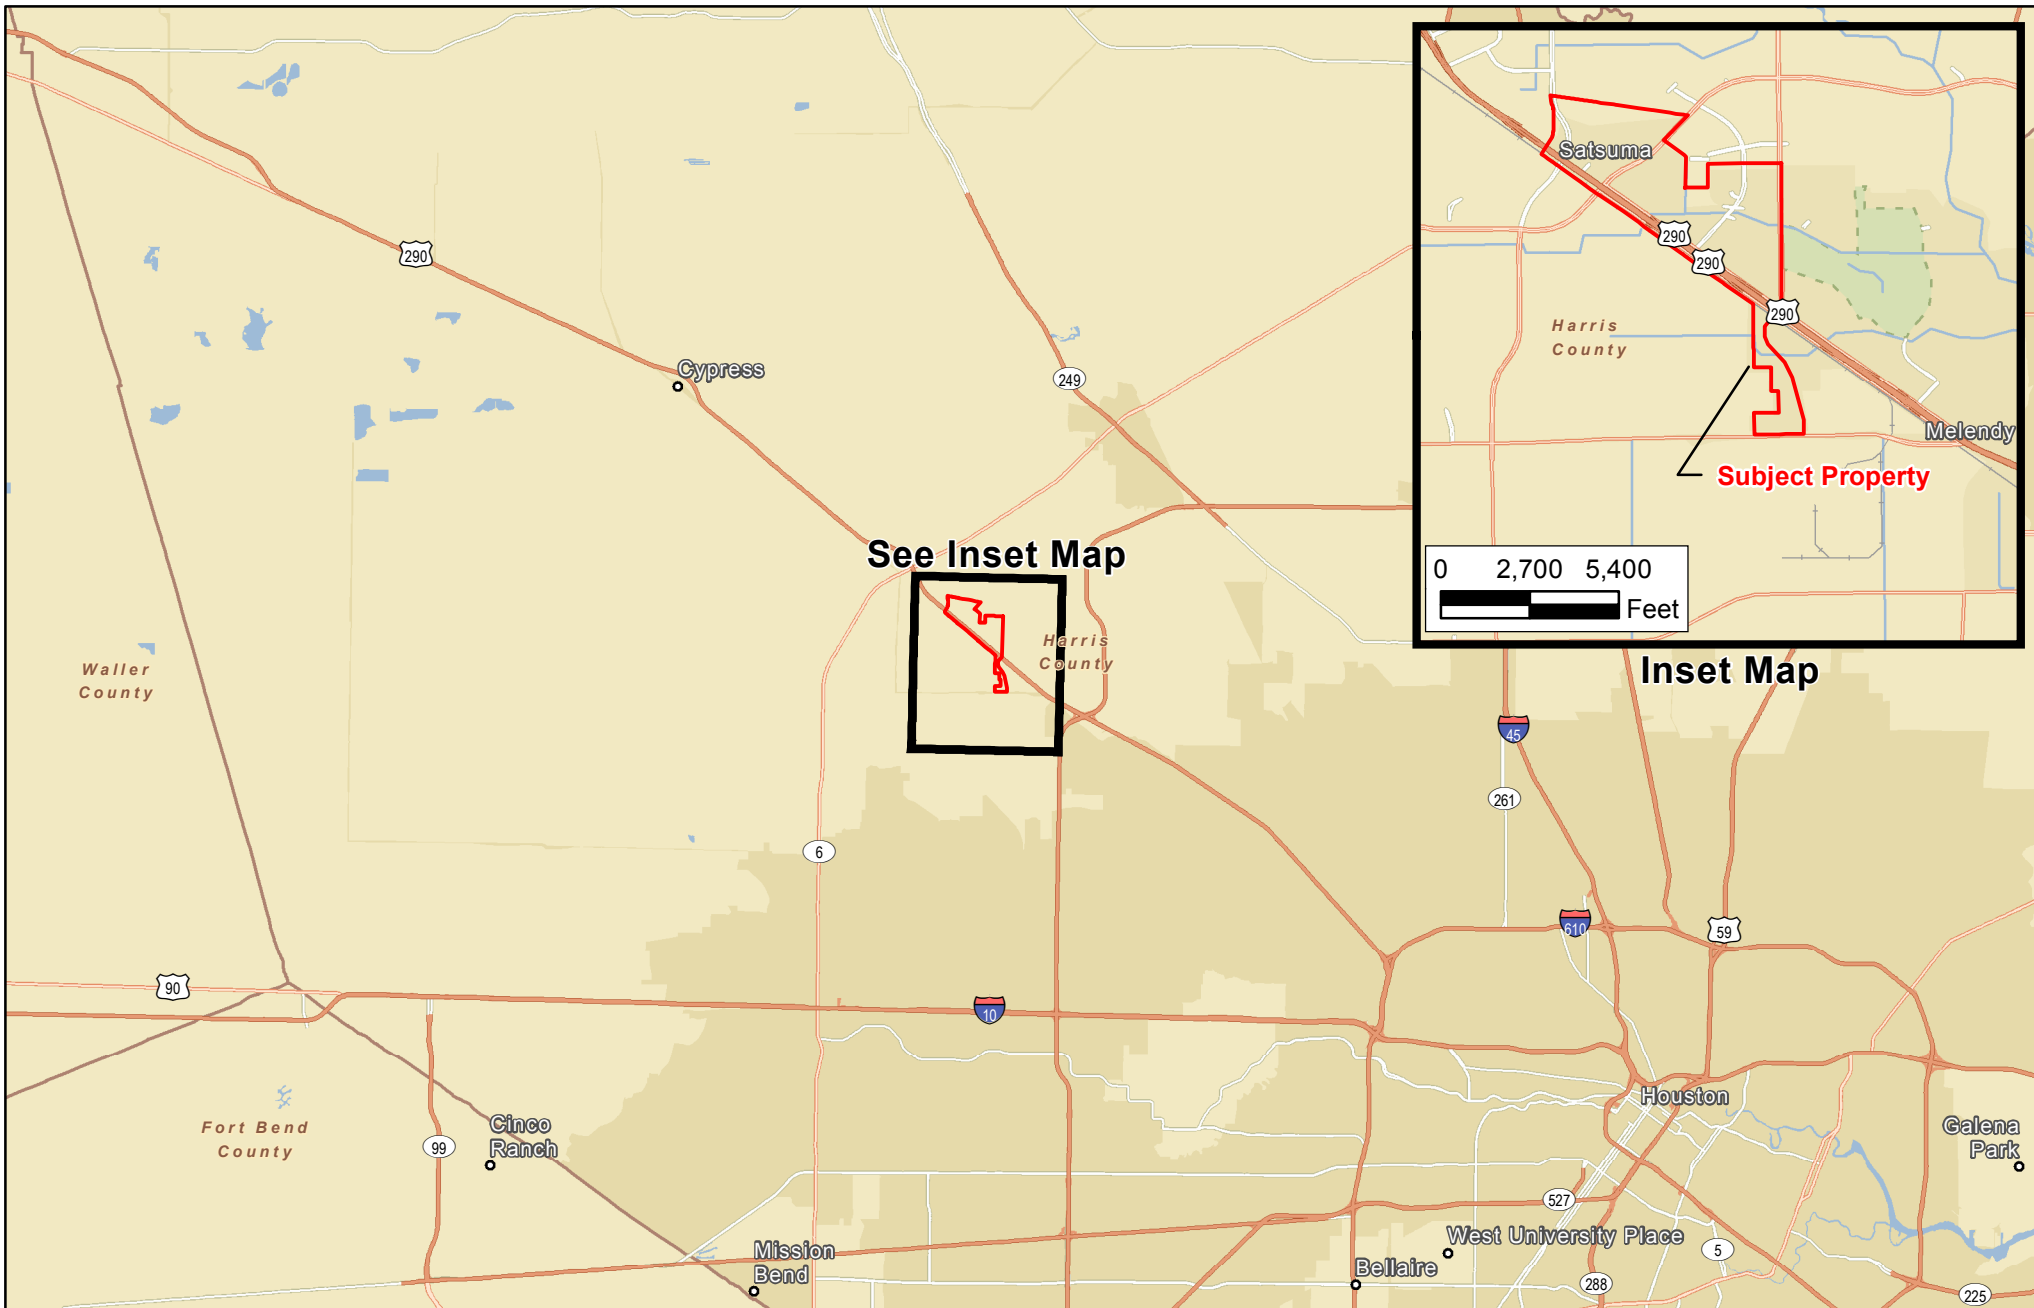 290
Cypress
249
See Inset Map
Harris
County
Waller
County
6
90
10
Fort Bend
County
99
Cinco
Ranch
Mission
Bend
45
261
610
59
Houston
Galena
Park
527
West University Place
5
Bellaire
288
225
Satsuma
290
290
290
Harris
County
Melendy
Subject Property
0 2,700 5,400
Feet
Inset Map